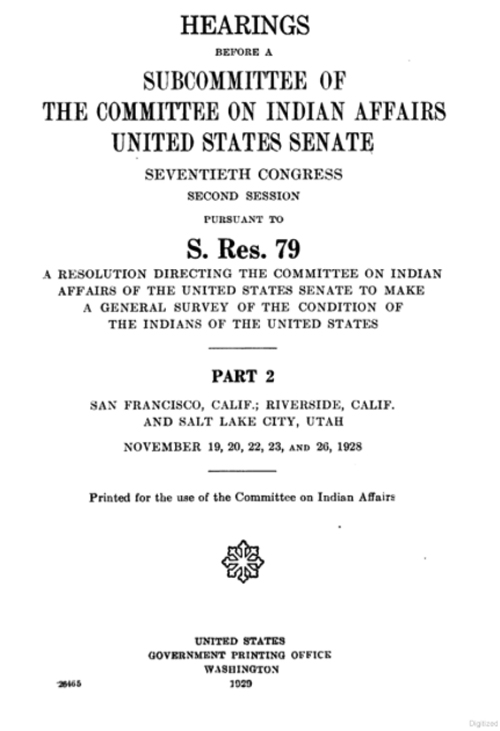 HEARINGS
BEFORE A
SUBCOMMITTEE OF
THE COMMITTEE ON INDIAN AFFAIRS
UNITED STATES SENATE
SEVENTIETH CONGRESS
SECOND SESSION
PURSUANT TO
S. Res. 79
A RESOLUTION DIRECTING THE COMMITTEE ON INDIAN
AFFAIRS OF THE UNITED STATES SENATE TO MAKE
A GENERAL SURVEY OF THE CONDITION OF
THE INDIANS OF THE UNITED STATES
PART 2
SAN FRANCISCO, CALIF.; RIVERSIDE, CALIF.
AND SALT LAKE CITY, UTAH
NOVEMBER 19, 20, 22, 23, AND 26, 1928
Printed for the use of the Committee on Indian Affairs
UNITED STATES
GOVERNMENT PRINTING OFFICE
WASHINGTON
26465 1929
Digitized